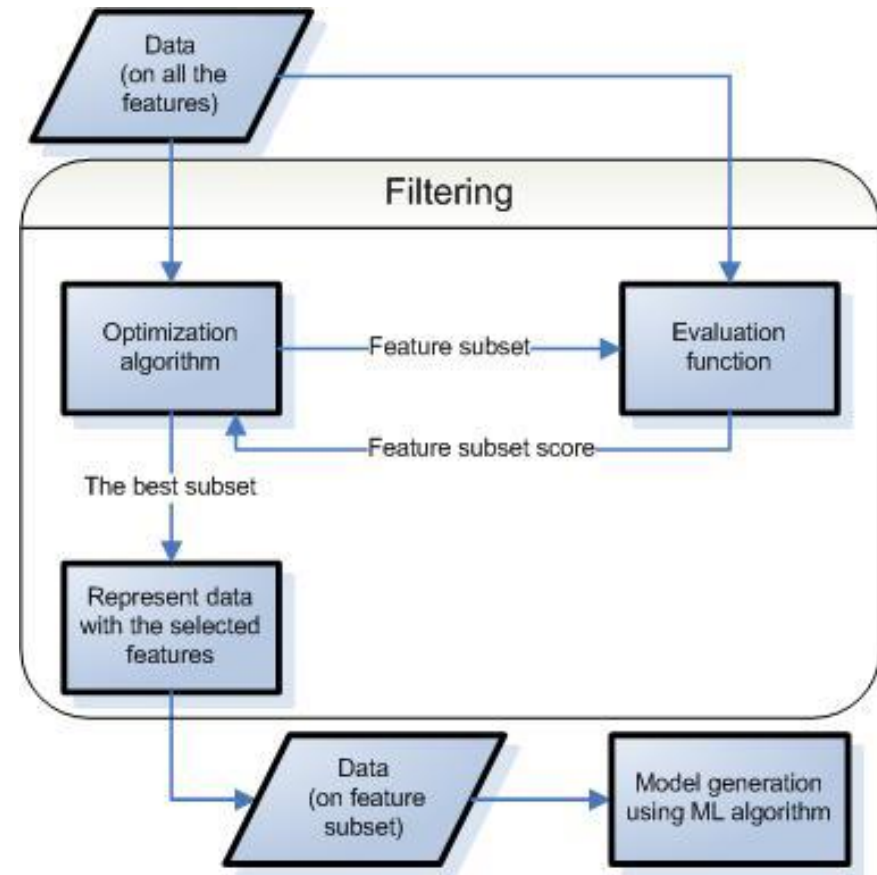 Data
(on all the
features)
Filtering
Optimization
algorithm
Feature subset
Evaluation
function
Feature subset score
The best subset
Represent data
with the selected
features
Data
(on feature
subset)
Model generation
using ML algorithm